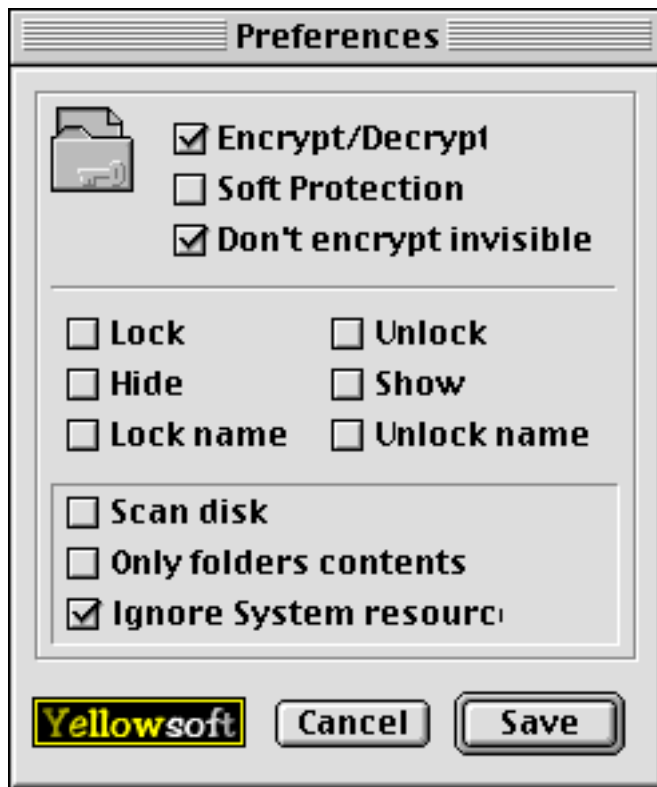 Preferences
Encrypt/Decrypt
Soft Protection
Don't encrypt invisible
Lock Unlock
Hide Show
Lock name Unlock name
Scan disk
Only folders contents
Ignore System resourc
Yellowsoft Cancel Save